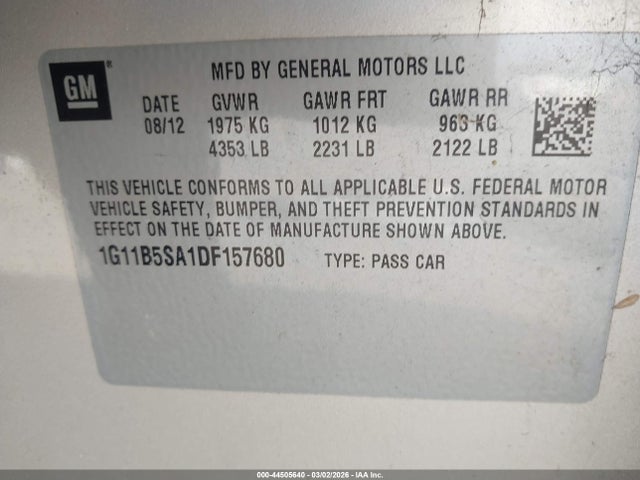 GM®
MFD BY GENERAL MOTORS LLC
DATE GVWR GAWR FRT GAWR RR
08/12 1975 KG 1012 KG 963 KG
4353 LB 2231 LB 2122 LB
THIS VEHICLE CONFORMS TO ALL APPLICABLE U.S. FEDERAL MOTOR
VEHICLE SAFETY, BUMPER, AND THEFT PREVENTION STANDARDS IN
EFFECT ON THE DATE OF MANUFACTURE SHOWN ABOVE.
1G11B5SA1DF157680 TYPE: PASS CAR
000-44505640 - 03/02/2026 - IAA Inc.